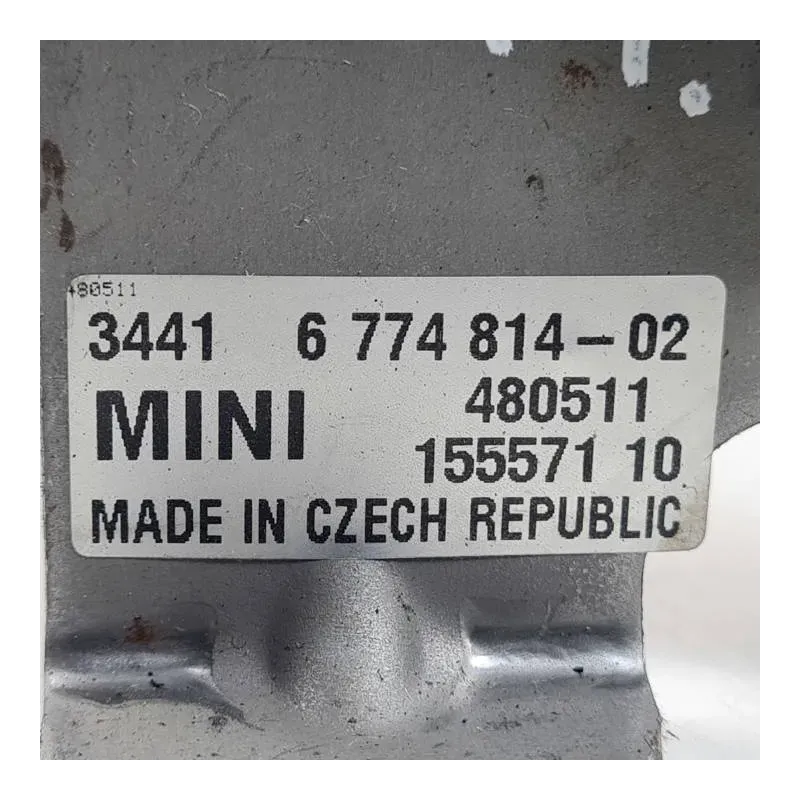 480511
3441 6 774 814-02
MINI 480511
155571 10
MADE IN CZECH REPUBLIC